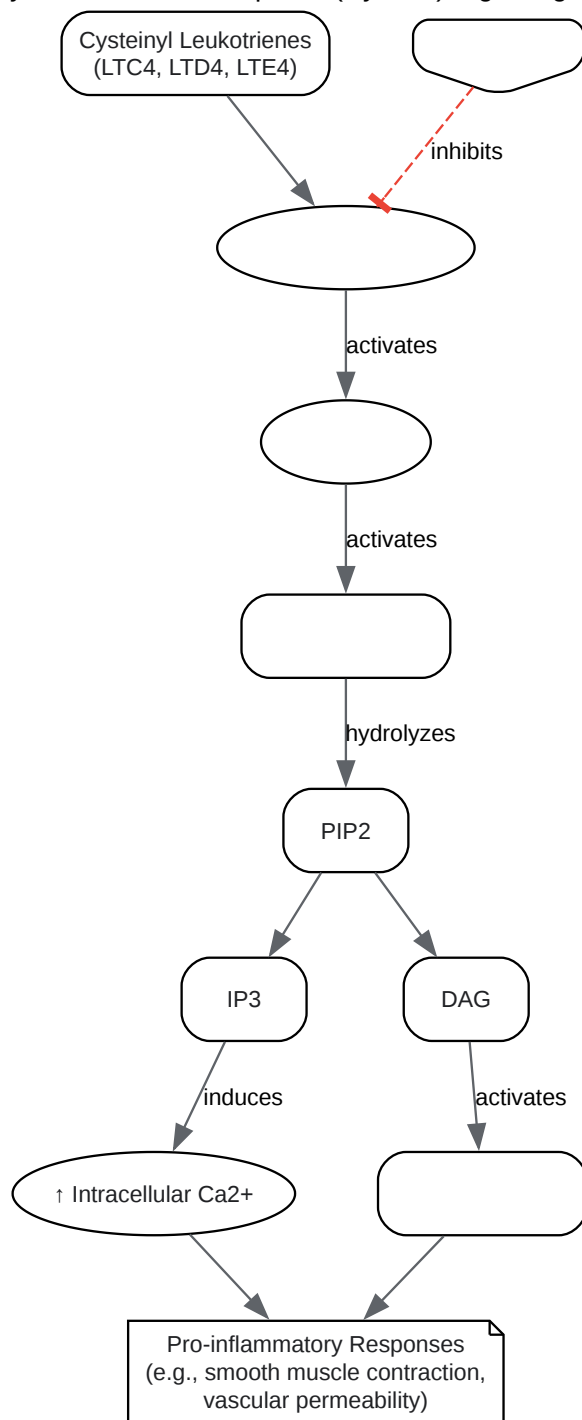 Cysteinyl Leukotrienes
(LTC4, LTD4, LTE4)
inhibits
activates
activates
hydrolyzes
PIP2
IP3
DAG
induces
activates
↑ Intracellular Ca2+
Pro-inflammatory Responses
(e.g., smooth muscle contraction,
vascular permeability)